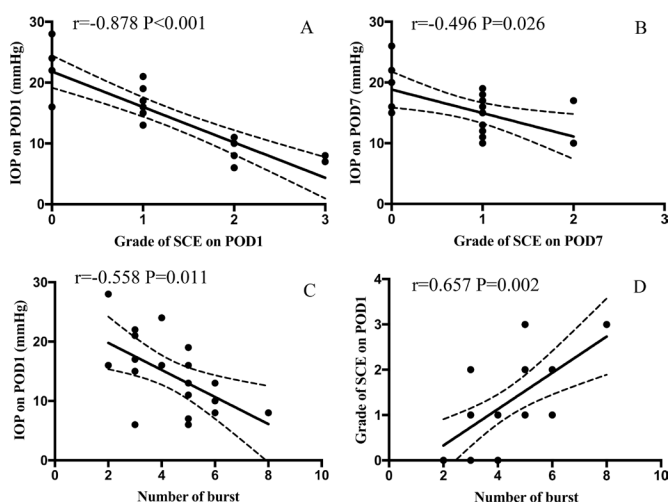 r=-0.878 P<0.001
A
IOP on POD1 (mmHg)
30
20
10
0
0 1 2 3
Grade of SCE on POD1
r=-0.496 P=0.026
B
IOP on POD7 (mmHg)
30
20
10
0
0 1 2 3
Grade of SCE on POD7
r=-0.558 P=0.011
C
IOP on POD1 (mmHg)
30
20
10
0
0 2 4 6 8 10
Number of burst
r=0.657 P=0.002
D
Grade of SCE on POD1
4
3
2
1
0
0 2 4 6 8 10
Number of burst